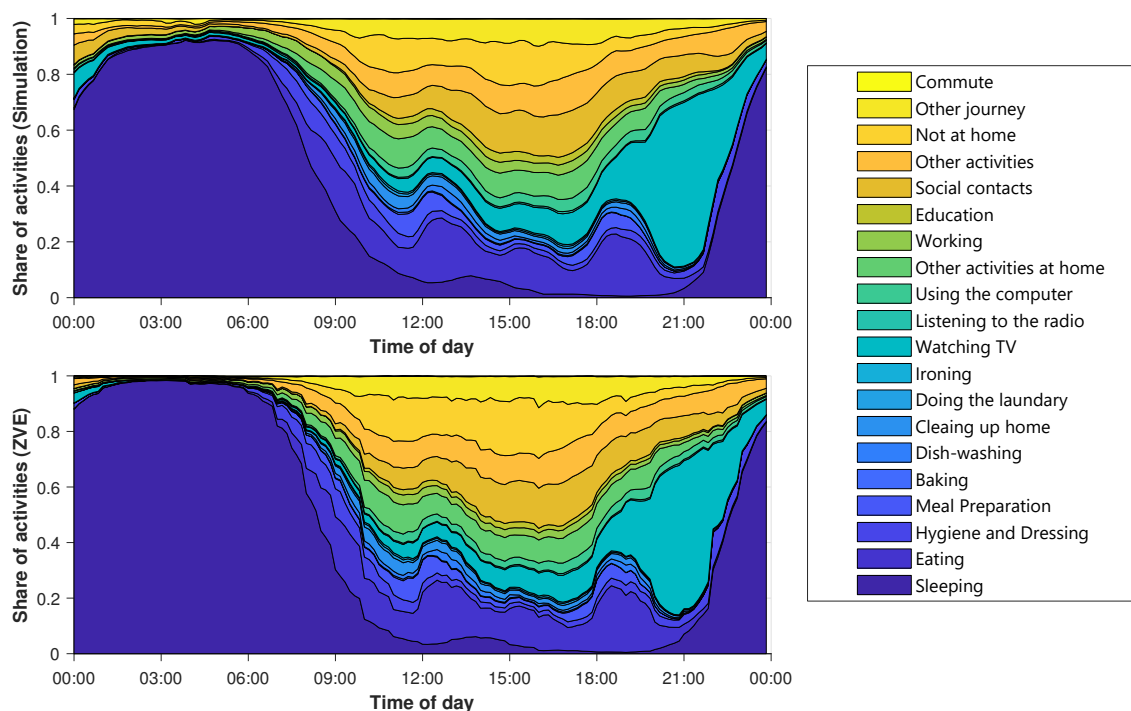 Share of activities (Simulation)
1
0.8
0.6
0.4
0.2
0
00:00 03:00 06:00 09:00 12:00 15:00 18:00 21:00 00:00
Time of day
Share of activities (ZVE)
1
0.8
0.6
0.4
0.2
0
00:00 03:00 06:00 09:00 12:00 15:00 18:00 21:00 00:00
Time of day
Commute
Other journey
Not at home
Other activities
Social contacts
Education
Working
Other activities at home
Using the computer
Listening to the radio
Watching TV
Ironing
Doing the laundary
Cleaing up home
Dish-washing
Baking
Meal Preparation
Hygiene and Dressing
Eating
Sleeping